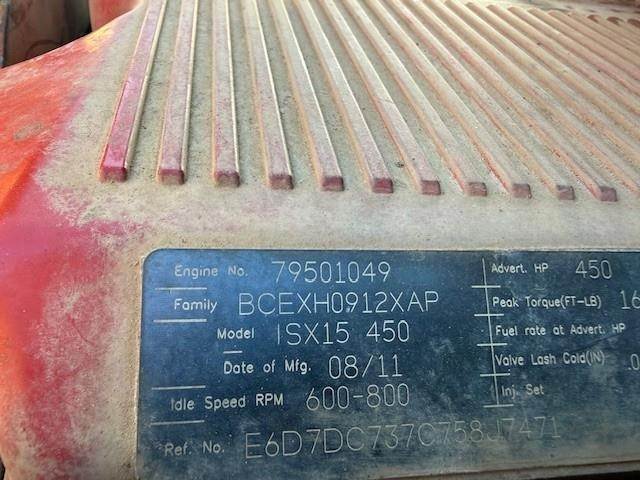 Engine No. 79501049
Family BCEXH0912XAP
Model ISX15 450
Date of Mfg. 08/11
Idle Speed RPM 600-800
Ref. No. E6D7DC737C758J7471
Advert. HP 450
Peak Torque(FT-LB) 16
Fuel rate at Advert. HP
Valve Lash Cold(IN) .0
Inj. Set